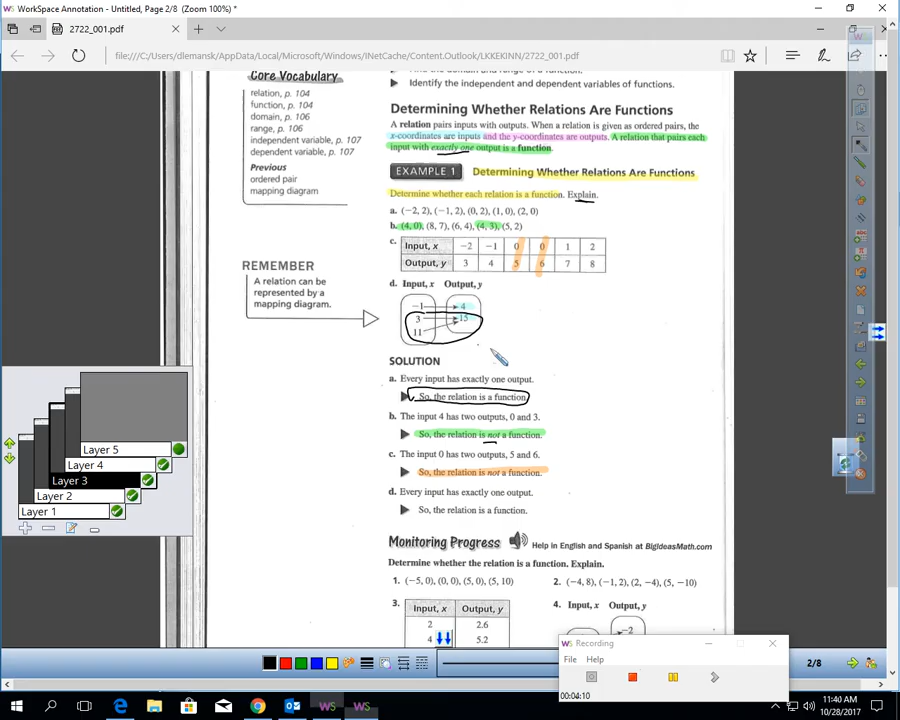 WorkSpace Annotation - Untitled, Page 2/8 (Zoom 100%) *
2722_001.pdf
file:///C:/Users/dlemansk/AppData/Local/Microsoft/Windows/INetCache/Content.Outlook/LKKEKINN/2722_001.pdf
Core Vocabulary
relation, p. 104
function, p. 104
domain, p. 106
range, p. 106
independent variable, p. 107
dependent variable, p. 107
Previous
ordered pair
mapping diagram
REMEMBER
A relation can be
represented by a
mapping diagram.
Identify the independent and dependent variables of functions.
Determining Whether Relations Are Functions
A relation pairs inputs with outputs. When a relation is given as ordered pairs, the
x-coordinates are inputs and the y-coordinates are outputs. A relation that pairs each
input with exactly one output is a function.
EXAMPLE 1 Determining Whether Relations Are Functions
Determine whether each relation is a function. Explain.
a. (−2, 2), (−1, 2), (0, 2), (1, 0), (2, 0)
b. (4, 0), (8, 7), (6, 4), (4, 3), (5, 2)
c. Input, x −2 −1 0 0 1 2
Output, y 3 4 5 6 7 8
d. Input, x Output, y
−1 4
3 15
11
SOLUTION
a. Every input has exactly one output.
So, the relation is a function.
b. The input 4 has two outputs, 0 and 3.
So, the relation is not a function.
c. The input 0 has two outputs, 5 and 6.
So, the relation is not a function.
d. Every input has exactly one output.
So, the relation is a function.
Monitoring Progress Help in English and Spanish at BigIdeasMath.com
Determine whether the relation is a function. Explain.
1. (−5, 0), (0, 0), (5, 0), (5, 10) 2. (−4, 8), (−1, 2), (2, −4), (5, −10)
3. Input, x Output, y 4. Input, x Output, y
2 2.6 −2
4 5.2
Layer 5
Layer 4
Layer 3
Layer 2
Layer 1
Recording
File Help
00:04:10
2/8
11:40 AM
10/28/2017